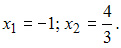 x₁ = −1; x₂ = 4/3.